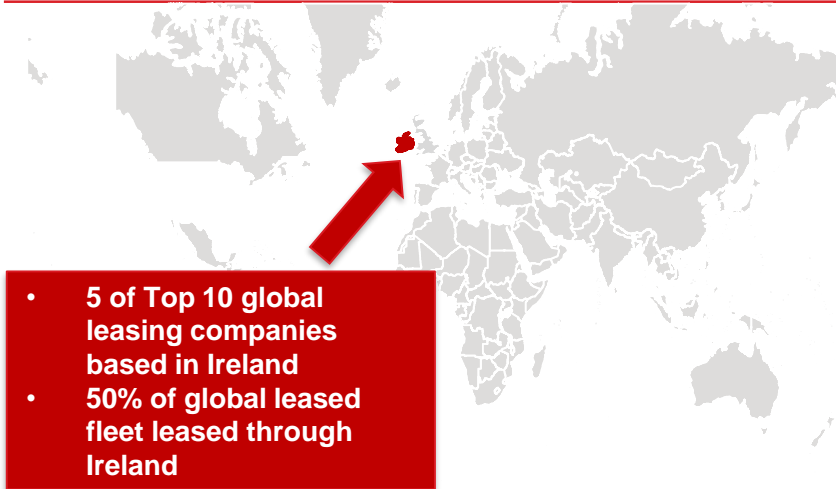 • 5 of Top 10 global
leasing companies
based in Ireland
• 50% of global leased
fleet leased through
Ireland